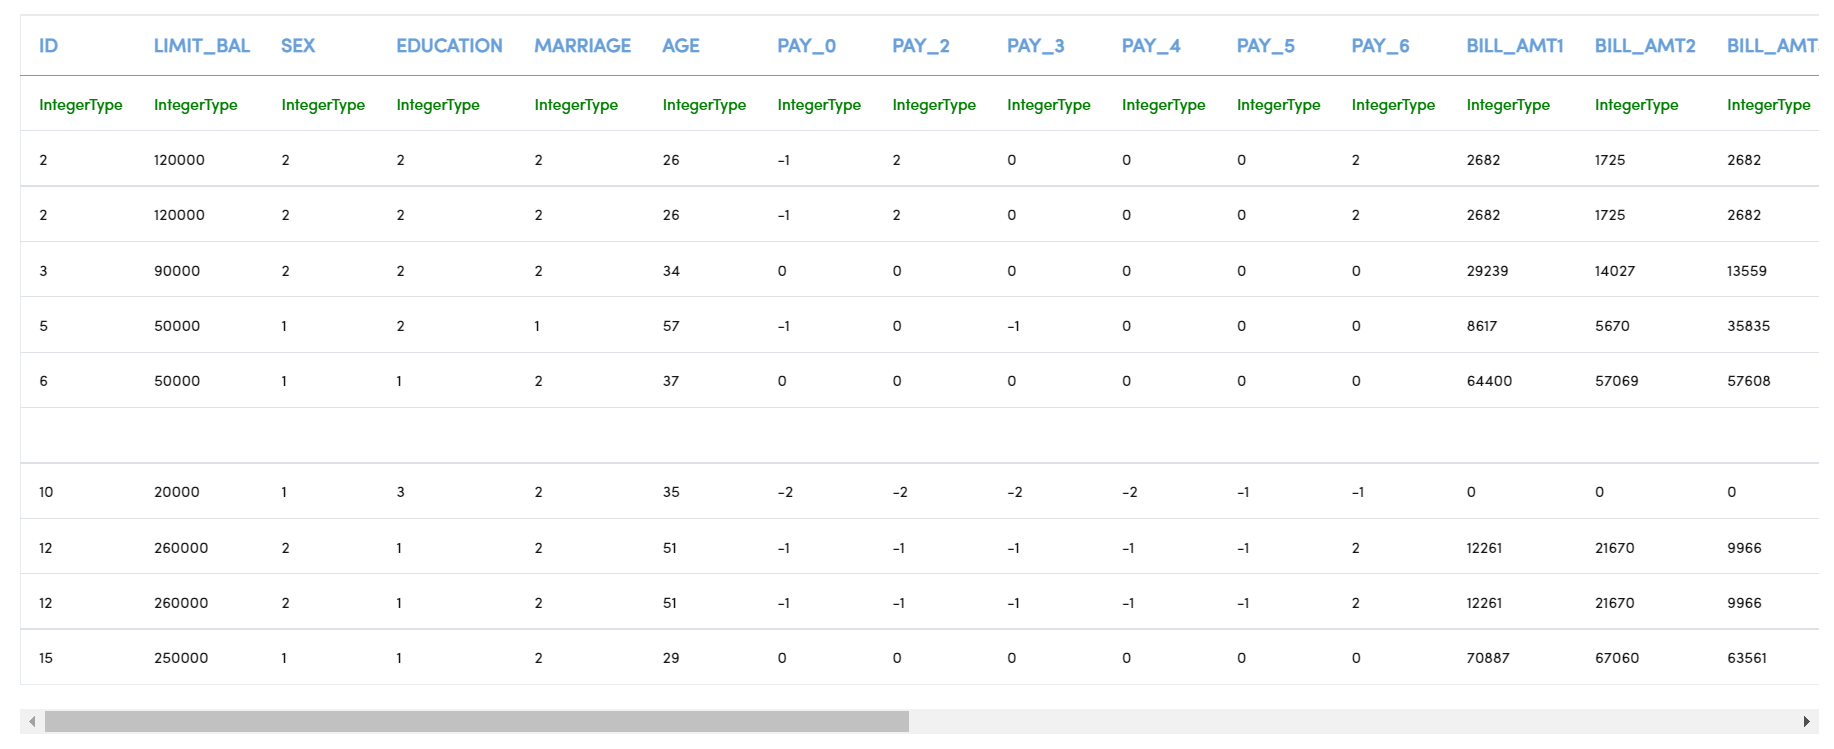 ID LIMIT_BAL SEX EDUCATION MARRIAGE AGE PAY_0 PAY_2 PAY_3 PAY_4 PAY_5 PAY_6 BILL_AMT1 BILL_AMT2 BILL_AMT
IntegerType IntegerType IntegerType IntegerType IntegerType IntegerType IntegerType IntegerType IntegerType IntegerType IntegerType IntegerType IntegerType IntegerType IntegerType
2 120000 2 2 2 26 -1 2 0 0 0 2 2682 1725 2682
2 120000 2 2 2 26 -1 2 0 0 0 2 2682 1725 2682
3 90000 2 2 2 34 0 0 0 0 0 0 29239 14027 13559
5 50000 1 2 1 57 -1 0 -1 0 0 0 8617 5670 35835
6 50000 1 1 2 37 0 0 0 0 0 0 64400 57069 57608
10 20000 1 3 2 35 -2 -2 -2 -2 -1 -1 0 0 0
12 260000 2 1 2 51 -1 -1 -1 -1 -1 2 12261 21670 9966
12 260000 2 1 2 51 -1 -1 -1 -1 -1 2 12261 21670 9966
15 250000 1 1 2 29 0 0 0 0 0 0 70887 67060 63561